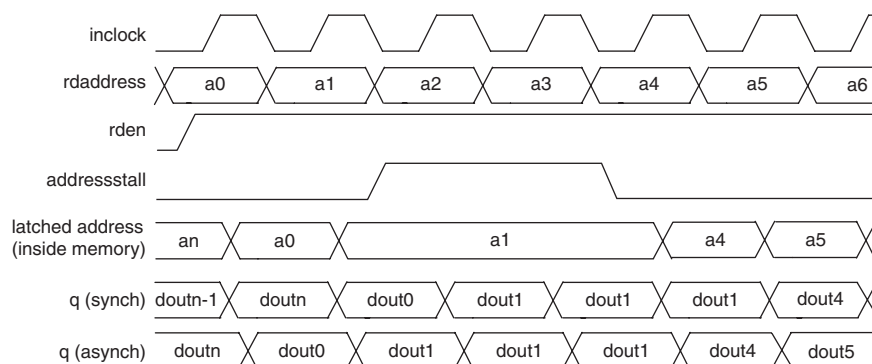 inclock
rdaddress a0 a1 a2 a3 a4 a5 a6
rden
addressstall
latched address
(inside memory) an a0 a1 a4 a5
q (synch) doutn-1 doutn dout0 dout1 dout1 dout1 dout4
q (asynch) doutn dout0 dout1 dout1 dout1 dout4 dout5